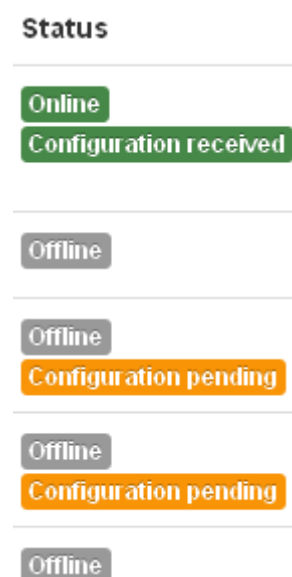 Status
Online
Configuration received
Offline
Offline
Configuration pending
Offline
Configuration pending
Offline